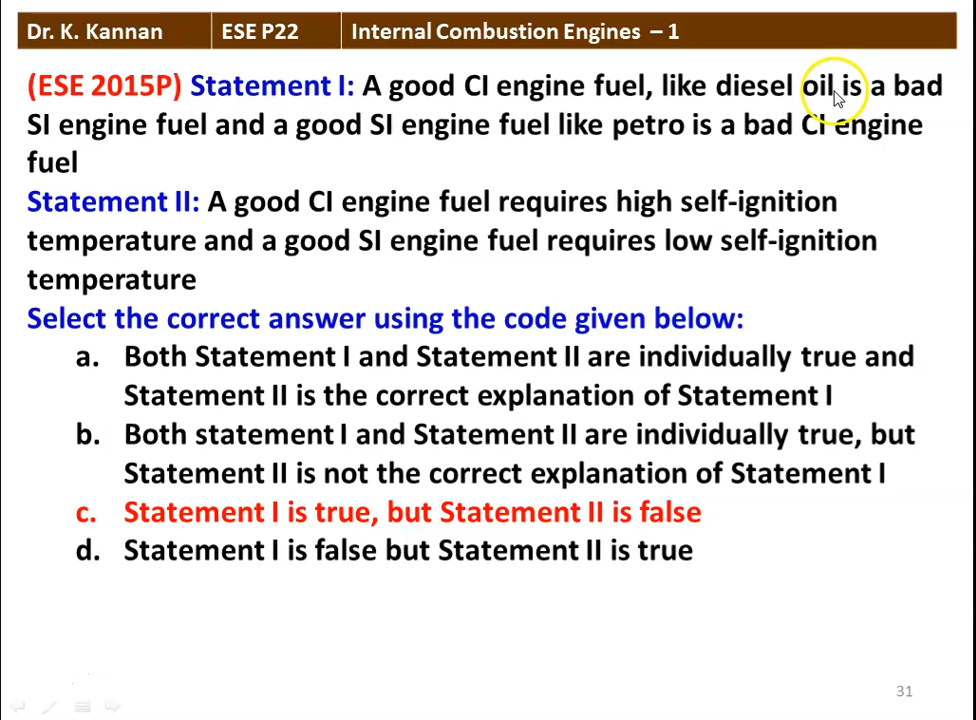 Dr. K. Kannan ESE P22 Internal Combustion Engines – 1
(ESE 2015P) Statement I: A good CI engine fuel, like diesel oil is a bad
SI engine fuel and a good SI engine fuel like petro is a bad CI engine
fuel
Statement II: A good CI engine fuel requires high self-ignition
temperature and a good SI engine fuel requires low self-ignition
temperature
Select the correct answer using the code given below:
a. Both Statement I and Statement II are individually true and
Statement II is the correct explanation of Statement I
b. Both statement I and Statement II are individually true, but
Statement II is not the correct explanation of Statement I
c. Statement I is true, but Statement II is false
d. Statement I is false but Statement II is true
31